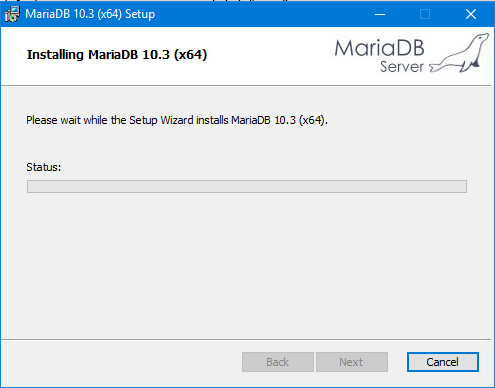 MariaDB 10.3 (x64) Setup
Installing MariaDB 10.3 (x64)
MariaDB
Server
Please wait while the Setup Wizard installs MariaDB 10.3 (x64).
Status:
Back
Next
Cancel